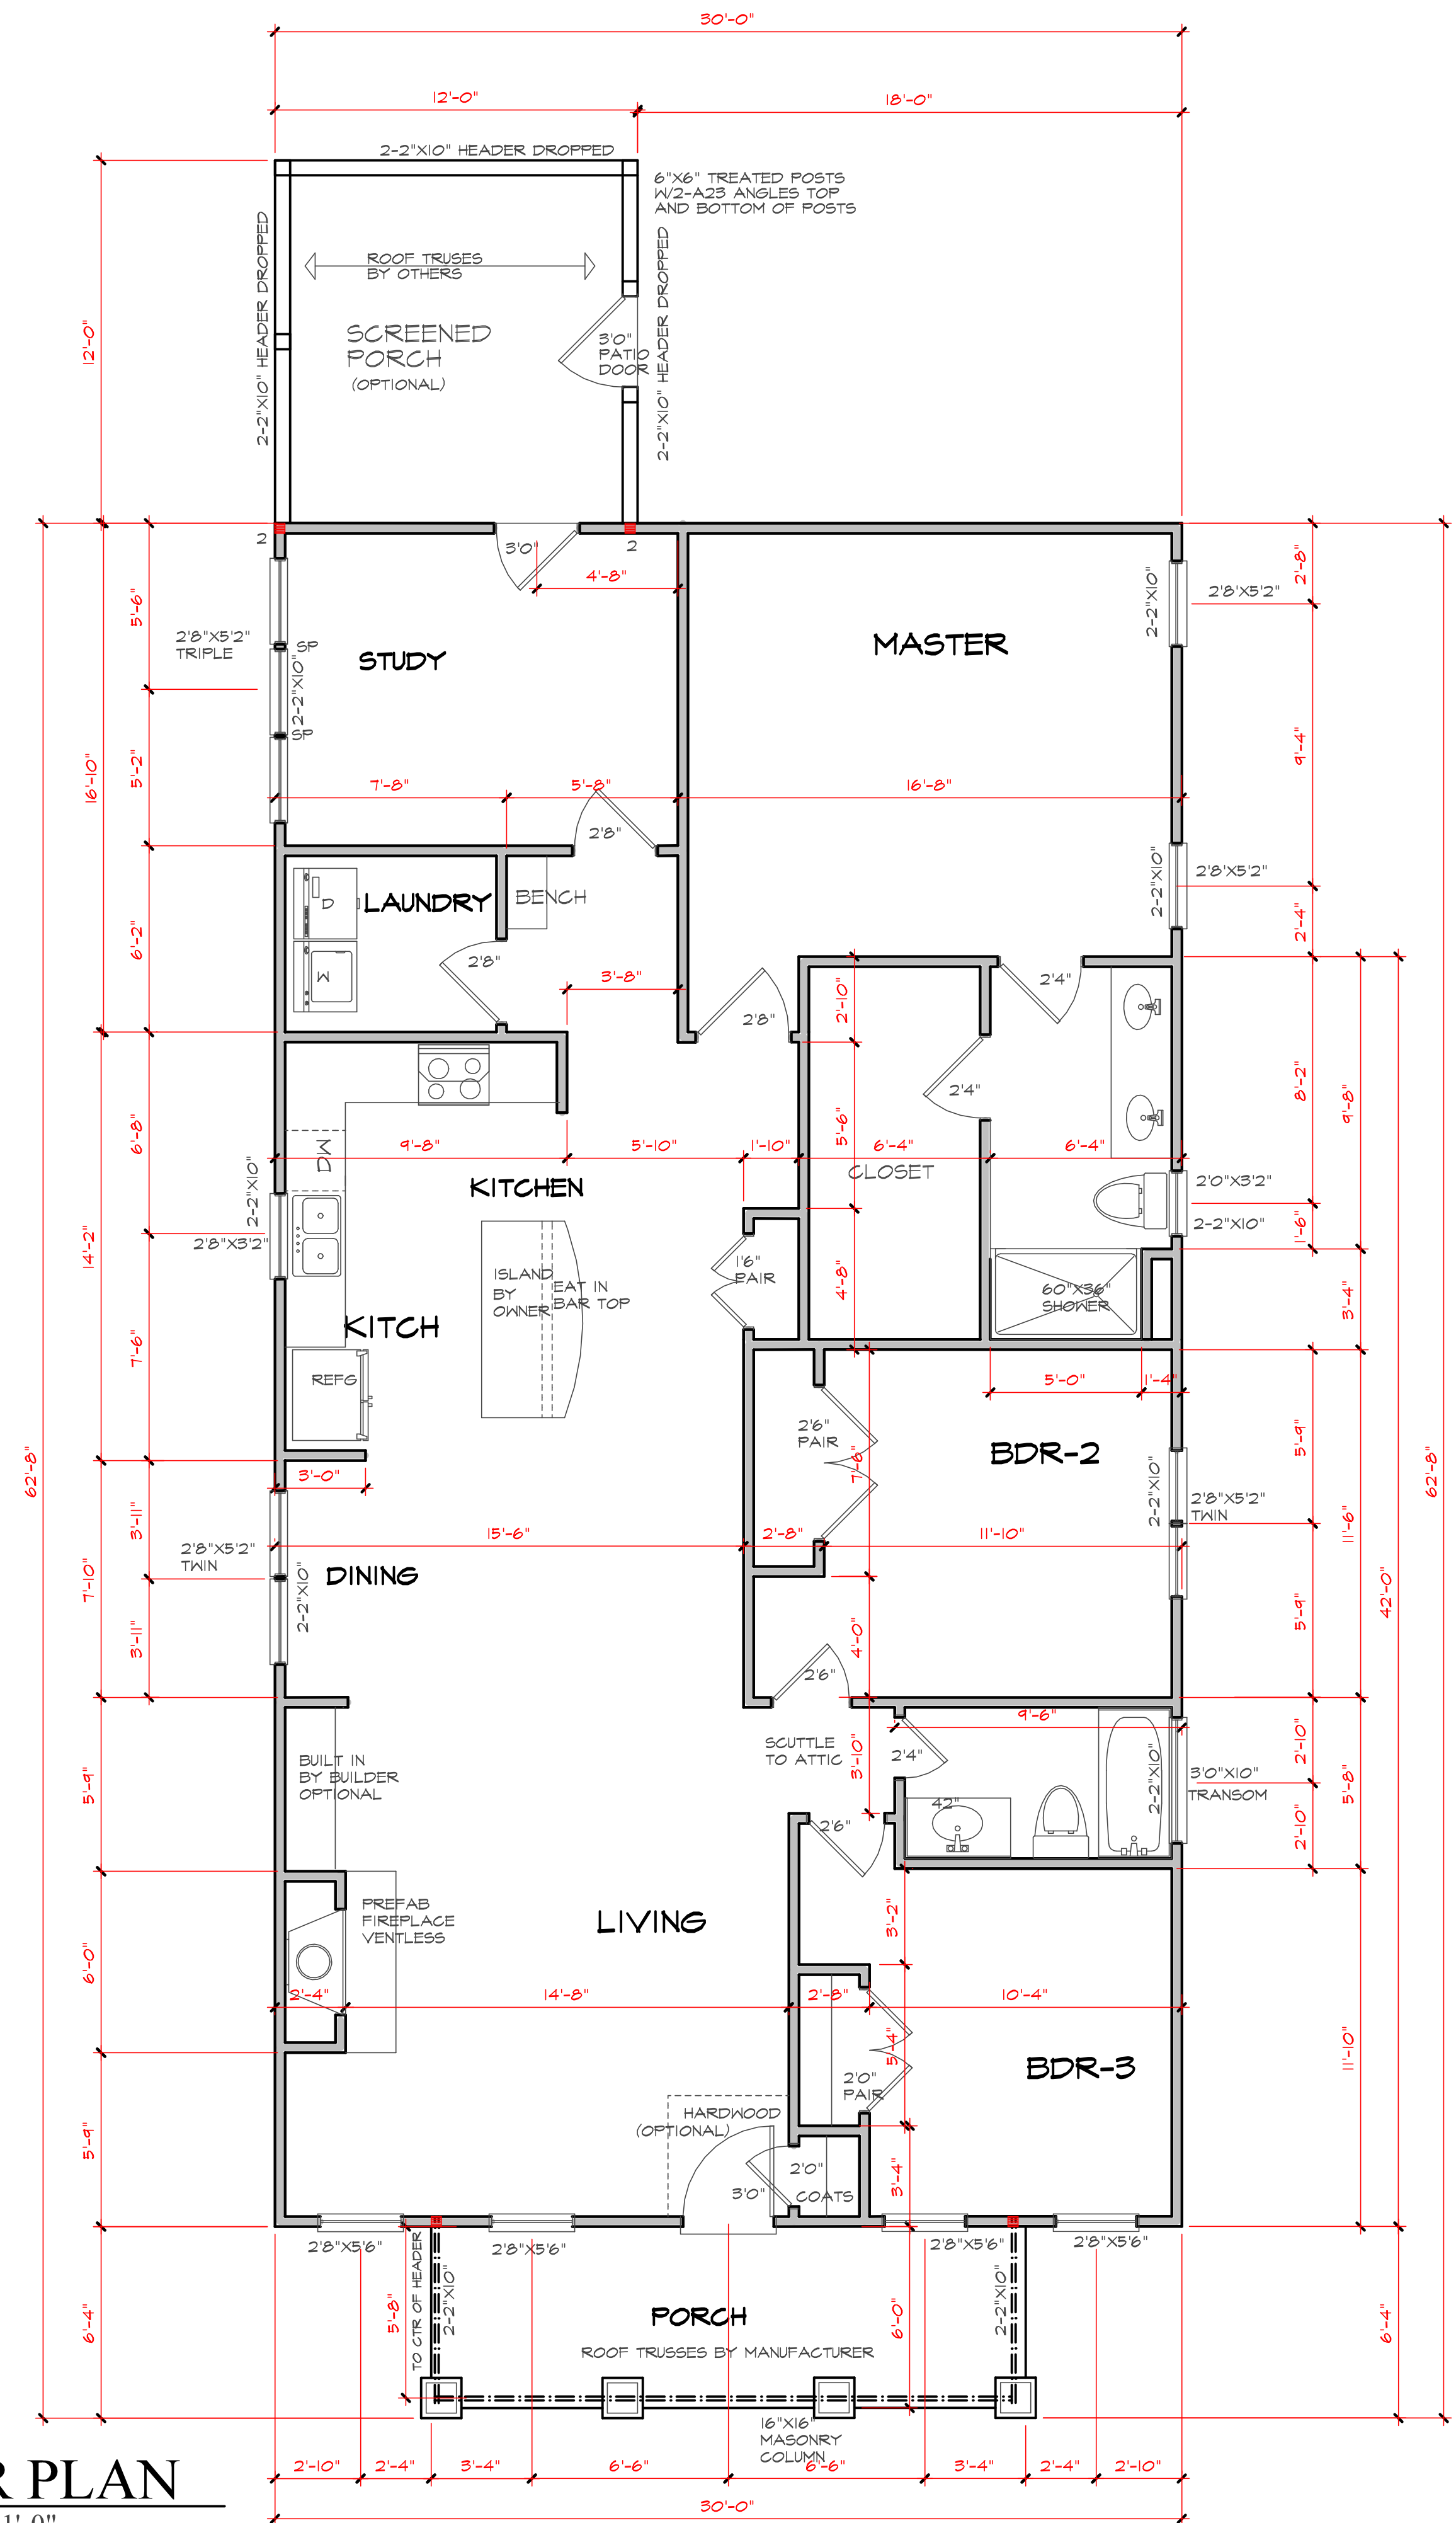 30'-0"
12'-0"
18'-0"
2-2"X10" HEADER DROPPED
6"X6" TREATED POSTS
W/2-A23 ANGLES TOP
AND BOTTOM OF POSTS
2-2"X10" HEADER DROPPED
2-2"X10" HEADER DROPPED
ROOF TRUSES
BY OTHERS
12'-0"
SCREENED
PORCH
(OPTIONAL)
3'0"
PATIO
DOOR
2
2
3'0"
4'-8"
2'-8"
2-2"X10"
2'8'X5'2"
5'-6"
2'8"X5'2"
TRIPLE
SP
2-2"X10"
SP
STUDY
MASTER
9'-4"
16'-10"
5'-2"
7'-8"
5'-8"
16'-8"
2'8"
2-2"X10"
2'8'X5'2"
D
LAUNDRY
BENCH
2'-4"
6'-2"
W
2'8"
3'-8"
2'-10"
2'4"
2'8"
2'4"
8'-2"
9'-8"
6'-8"
DW
9'-8"
5'-10"
1'-10"
5'-6"
6'-4"
6'-4"
CLOSET
2-2"X10"
KITCHEN
2'0"X3'2"
2-2"X10"
1'-6"
14'-2"
2'8"X3'2"
ISLAND
BY
OWNER
EAT IN
BAR TOP
1'6"
PAIR
4'-8"
60"X36"
SHOWER
3'-4"
KITCH
7'-6"
REFG
5'-0"
1'-4"
2'6"
PAIR
7'-6"
BDR-2
5'-9"
62'-8"
62'-8"
3'-0"
2-2"X10"
2'8"X5'2"
TWIN
3'-11"
15'-6"
2'-8"
11'-10"
11'-6"
2'8"X5'2"
TWIN
DINING
7'-10"
2-2"X10"
42'-0"
3'-11"
4'-0"
5'-9"
2'6"
9'-6"
SCUTTLE
TO ATTIC
3'-10"
2'4"
2-2"X10"
2'-10"
3'0"X10"
TRANSOM
BUILT IN
BY BUILDER
OPTIONAL
5'-9"
5'-8"
42"
2'6"
2'-10"
PREFAB
FIREPLACE
VENTLESS
LIVING
3'-2"
6'-0"
2'-4"
14'-8"
2'-8"
10'-4"
5'-4"
2'0"
PAIR
BDR-3
11'-10"
HARDWOOD
(OPTIONAL)
5'-9"
3'0"
2'0"
COATS
3'-4"
2'8"X5'6"
2'8"X5'6"
2'8"X5'6"
2'8"X5'6"
TO CTR OF HEADER
2-2"X10"
2-2"X10"
6'-4"
5'-8"
PORCH
6'-0"
6'-4"
ROOF TRUSSES BY MANUFACTURER
16"X16"
MASONRY
COLUMN
2'-10"
2'-4"
3'-4"
6'-6"
6'-6"
3'-4"
2'-4"
2'-10"
30'-0"
R PLAN
1'-0"